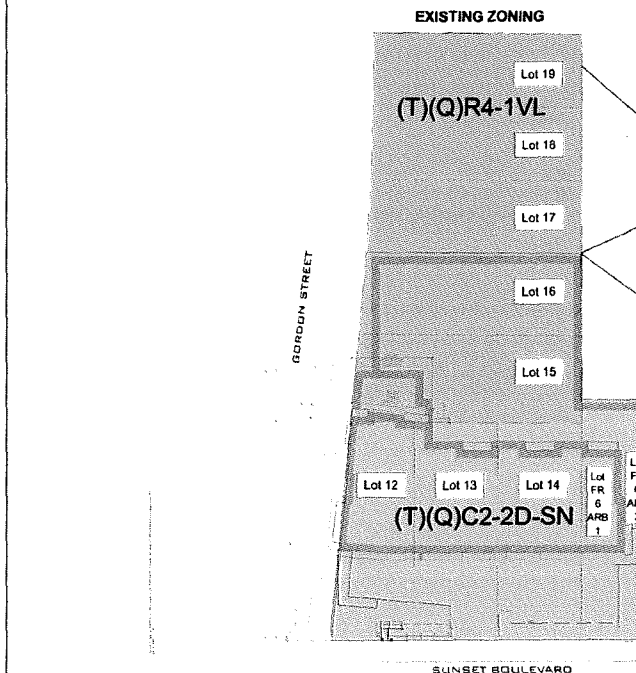 EXISTING ZONING
Lot 19
(T)(Q)R4-1VL
Lot 18
Lot 17
GORDON STREET
Lot 16
Lot 15
Lot 12
Lot 13
Lot 14
Lot
FR
6
ARB
1
(T)(Q)C2-2D-SN
SUNSET BOULEVARD